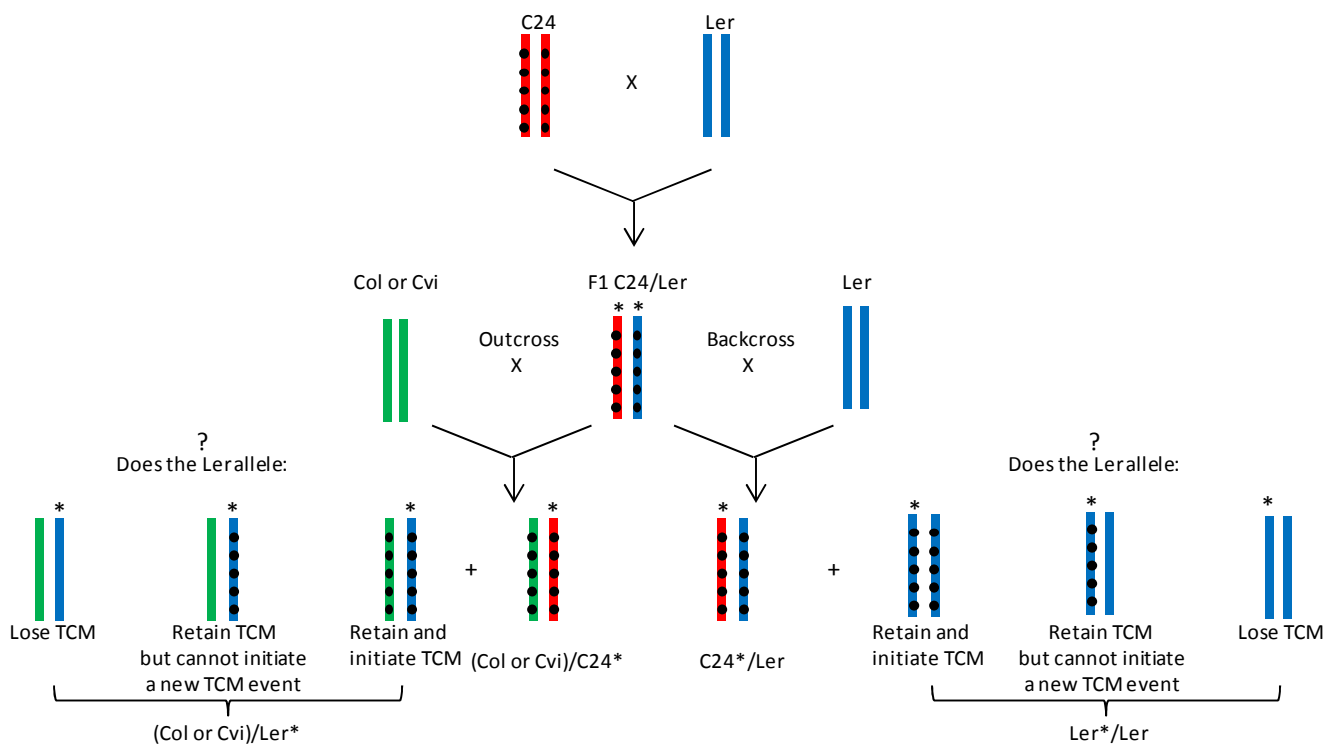 C24
Ler
X
Col or Cvi
F1 C24/Ler
Ler
* *
Outcross
X
Backcross
X
?
Does the Lerallele:
?
Does the Lerallele:
*
*
*
*
*
*
*
*
+
+
Lose TCM
Retain TCM
but cannot initiate
a new TCM event
Retain and
initiate TCM
(Col or Cvi)/C24*
C24*/Ler
Retain and
initiate TCM
Retain TCM
but cannot initiate
a new TCM event
Lose TCM
(Col or Cvi)/Ler*
Ler*/Ler